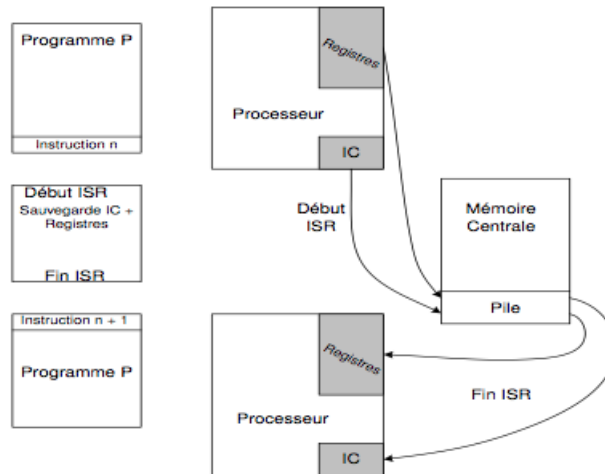 Programme P
Instruction n
Début ISR
Sauvegarde IC +
Registres
Fin ISR
Instruction n + 1
Programme P
Registres
Processeur
IC
Début
ISR
Mémoire
Centrale
Pile
Registres
Processeur
IC
Fin ISR